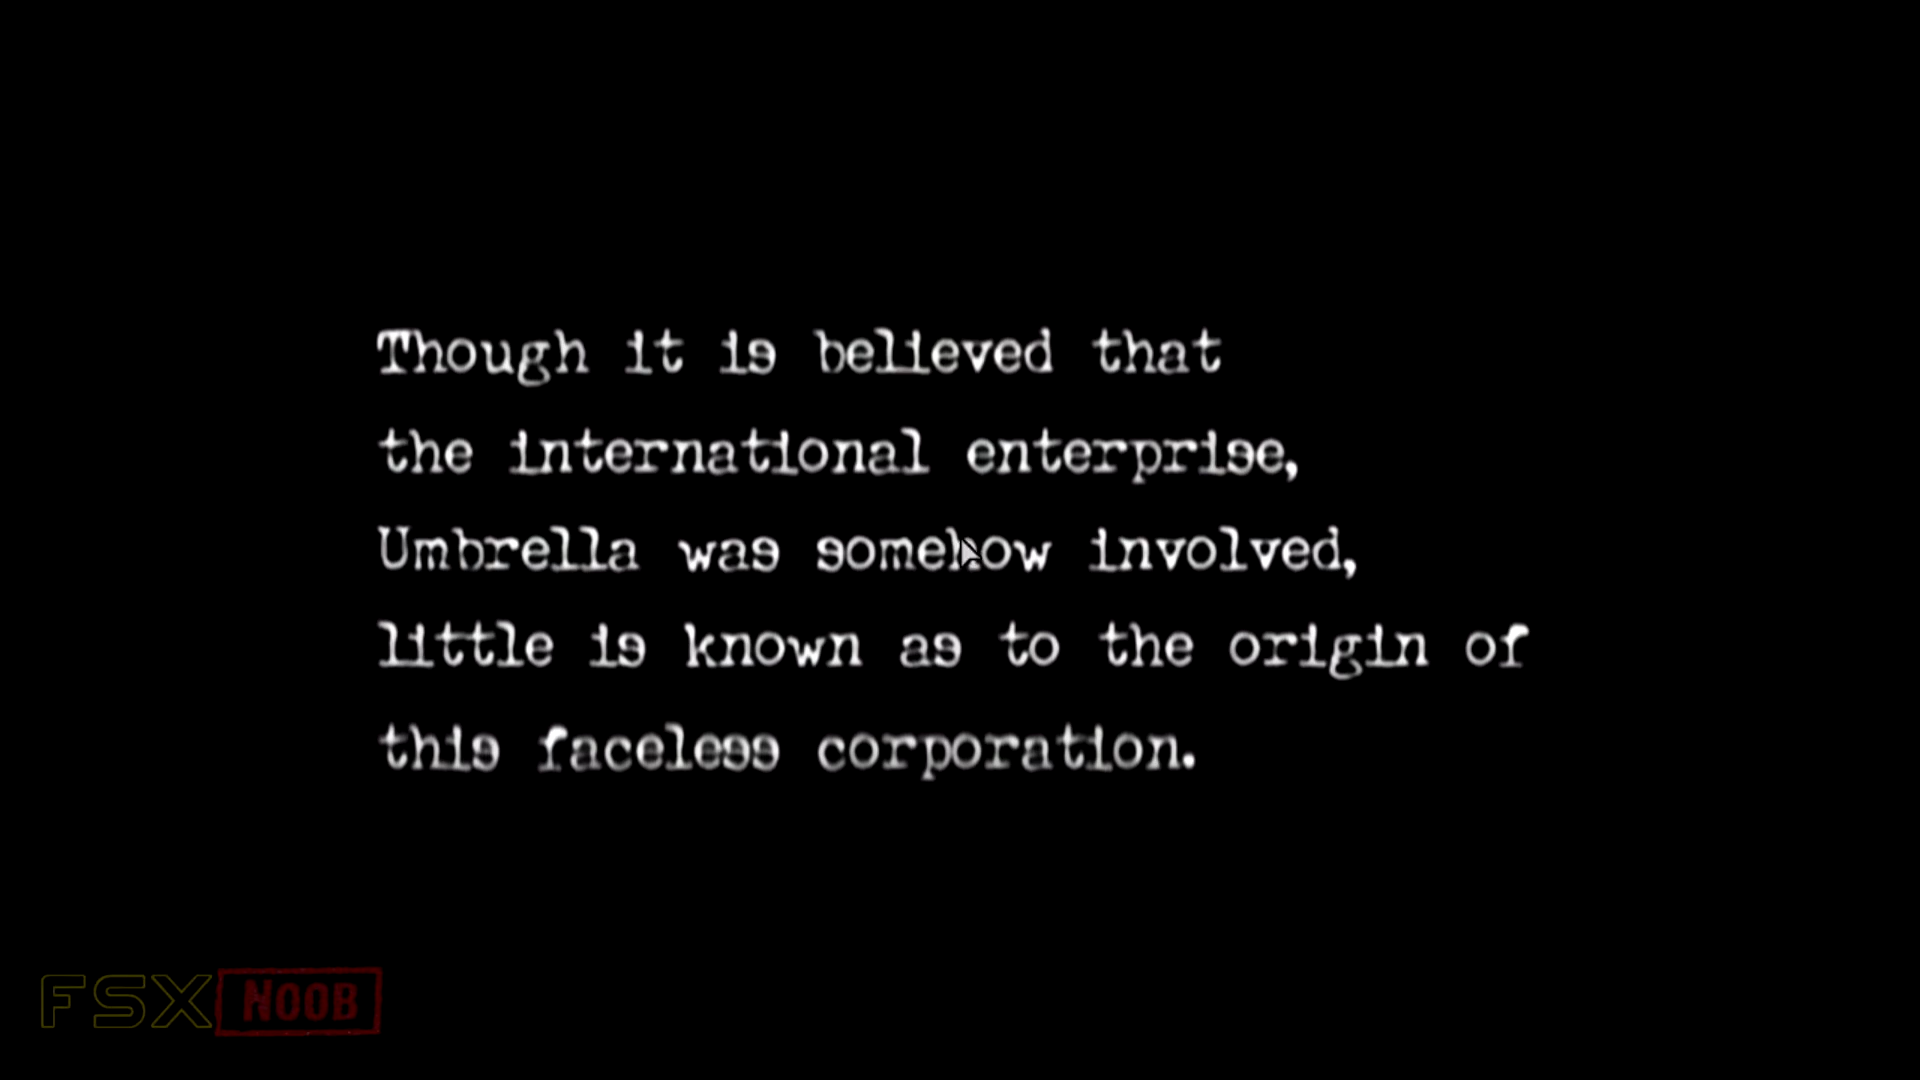 Though it is believed that
the international enterprise,
Umbrella was somehow involved,
little is known as to the origin of
this faceless corporation.
FSX NOOB